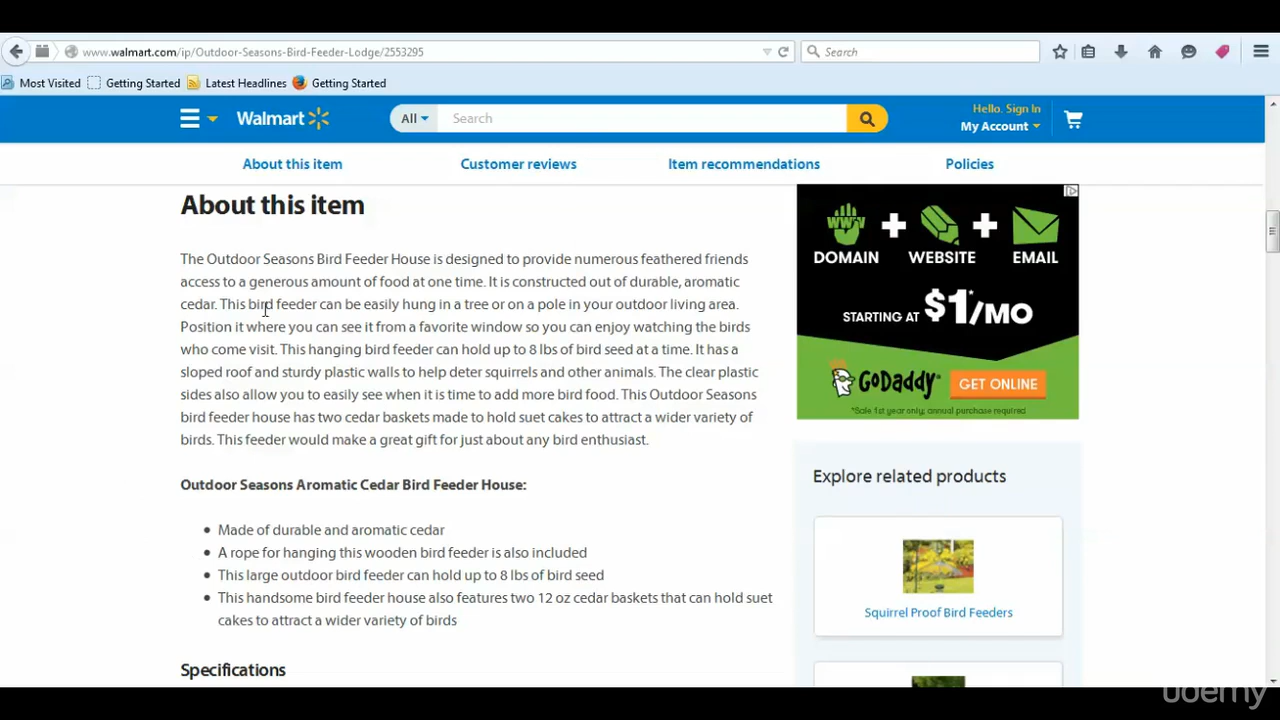 www.walmart.com/ip/Outdoor-Seasons-Bird-Feeder-Lodge/2553295
Search
Most Visited Getting Started Latest Headlines Getting Started
Walmart All Search Hello. Sign In
My Account
About this item Customer reviews Item recommendations Policies
About this item
The Outdoor Seasons Bird Feeder House is designed to provide numerous feathered friends
access to a generous amount of food at one time. It is constructed out of durable, aromatic
cedar. This bird feeder can be easily hung in a tree or on a pole in your outdoor living area.
Position it where you can see it from a favorite window so you can enjoy watching the birds
who come visit. This hanging bird feeder can hold up to 8 lbs of bird seed at a time. It has a
sloped roof and sturdy plastic walls to help deter squirrels and other animals. The clear plastic
sides also allow you to easily see when it is time to add more bird food. This Outdoor Seasons
bird feeder house has two cedar baskets made to hold suet cakes to attract a wider variety of
birds. This feeder would make a great gift for just about any bird enthusiast.
Outdoor Seasons Aromatic Cedar Bird Feeder House:
Made of durable and aromatic cedar
A rope for hanging this wooden bird feeder is also included
This large outdoor bird feeder can hold up to 8 lbs of bird seed
This handsome bird feeder house also features two 12 oz cedar baskets that can hold suet
cakes to attract a wider variety of birds
Specifications
WWW
DOMAIN + WEBSITE + EMAIL
STARTING AT $1*/MO
GoDaddy GET ONLINE
*Sale 1st year only, annual purchase required
Explore related products
Squirrel Proof Bird Feeders
udemy